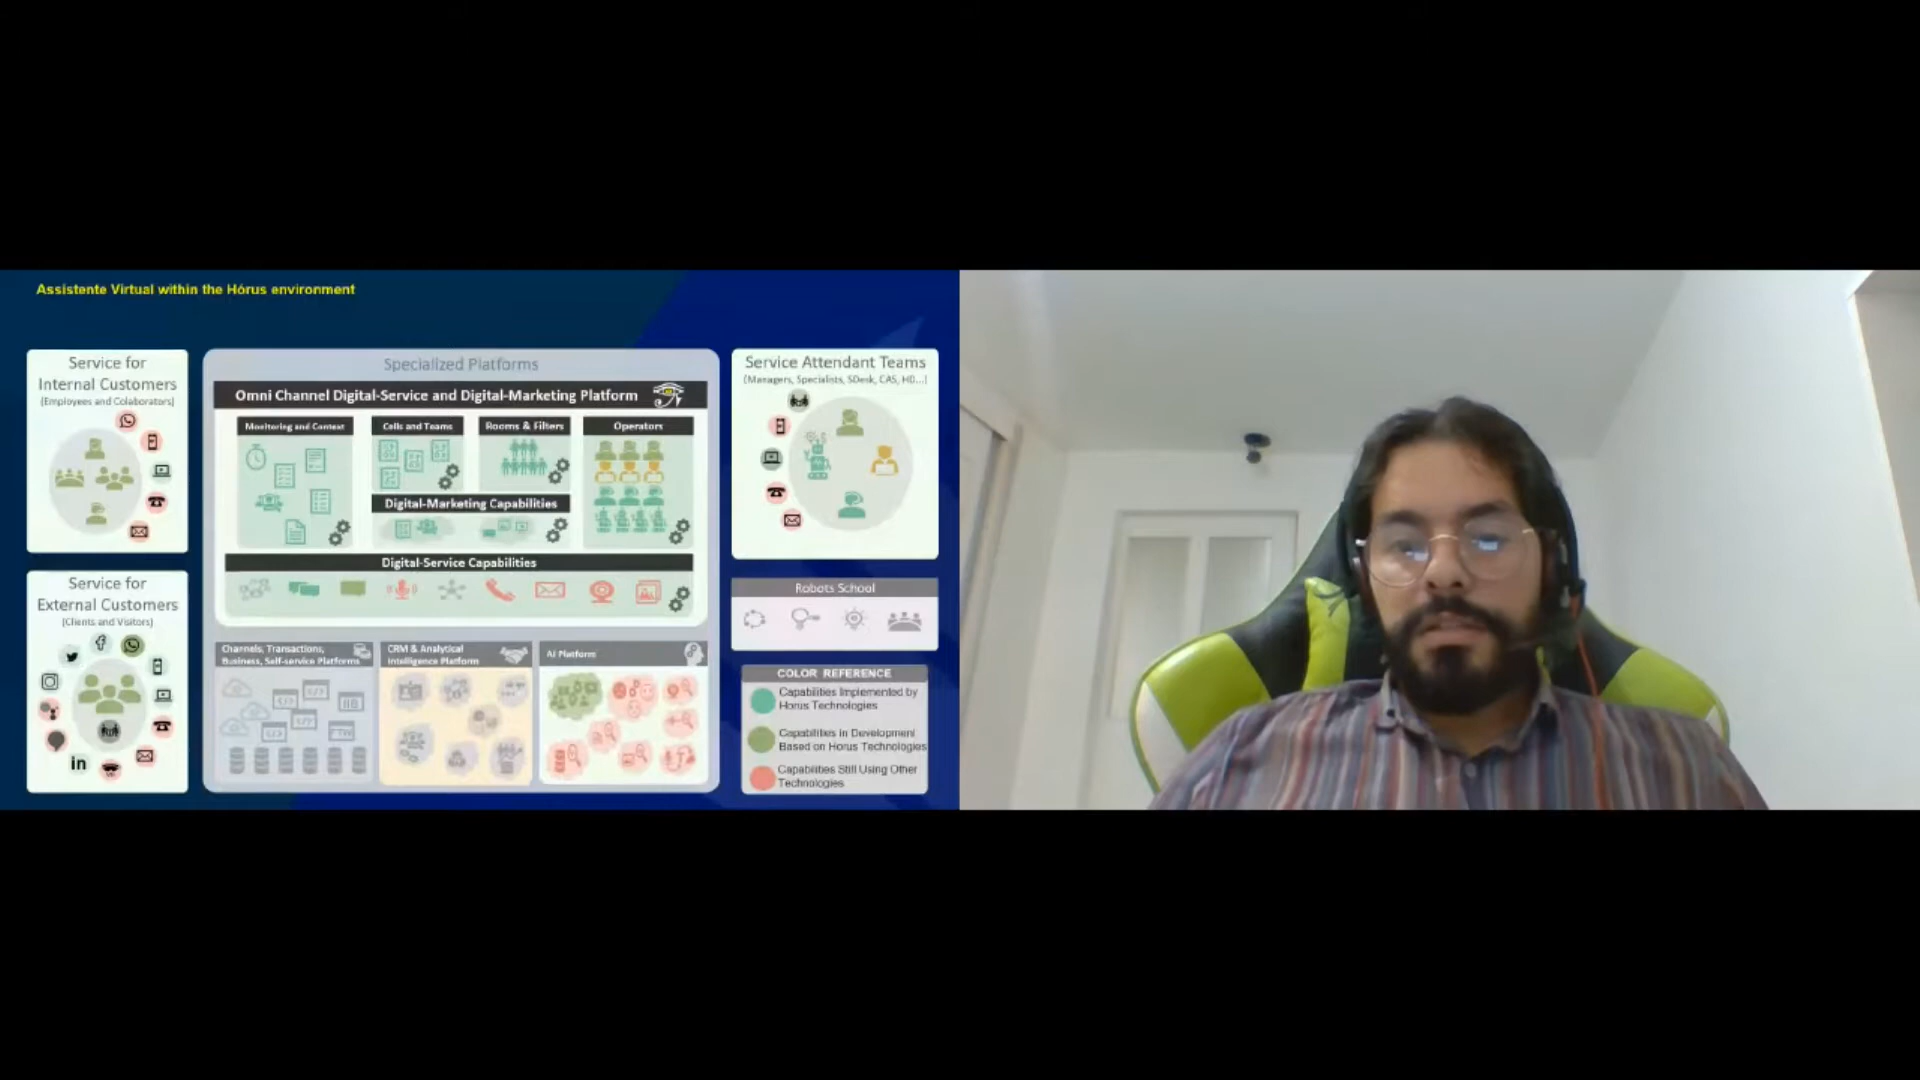 Assistente Virtual within the Hórus environment
Service for
Internal Customers
(Employees and Colaborators)
Service for
External Customers
(Clients and Visitors)
in
Specialized Platforms
Omni Channel Digital-Service and Digital-Marketing Platform
Monitoring and Context
Cells and Teams
Rooms & Filters
Operators
Digital-Marketing Capabilities
Digital-Service Capabilities
Channels, Transactions,
Business, Self-service Platforms
CRM & Analytical
Intelligence Platform
AI Platform
Service Attendant Teams
(Managers, Specialists, SDesk, CAS, HD...)
Robots School
COLOR REFERENCE
Capabilities Implemented by
Horus Technologies
Capabilities in Development
Based on Horus Technologies
Capabilities Still Using Other
Technologies